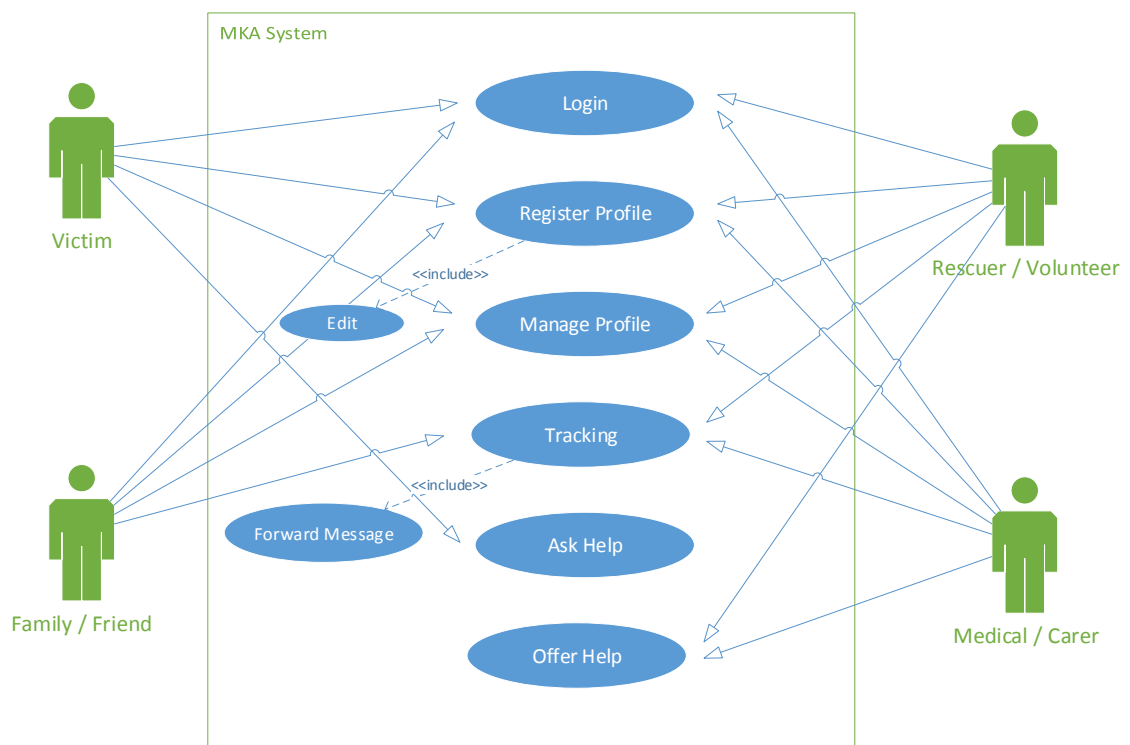 MKA System
Login
Victim
Register Profile
Rescuer / Volunteer
<<include>>
Edit
Manage Profile
Tracking
<<include>>
Forward Message
Ask Help
Family / Friend
Medical / Carer
Offer Help